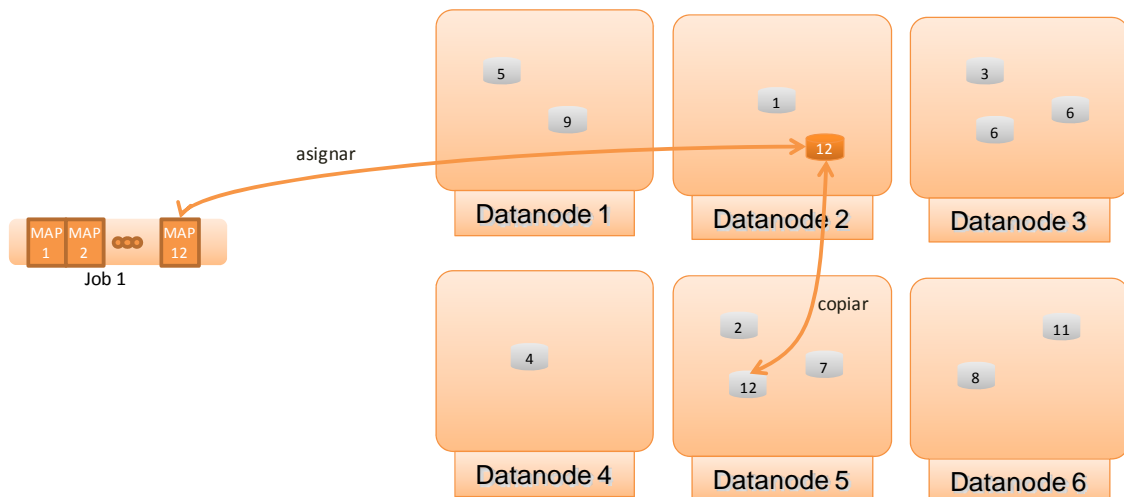 5
9
Datanode 1
1
12
Datanode 2
3
6
6
Datanode 3
asignar
MAP 1
MAP 2
MAP 12
Job 1
4
Datanode 4
copiar
2
7
12
Datanode 5
11
8
Datanode 6